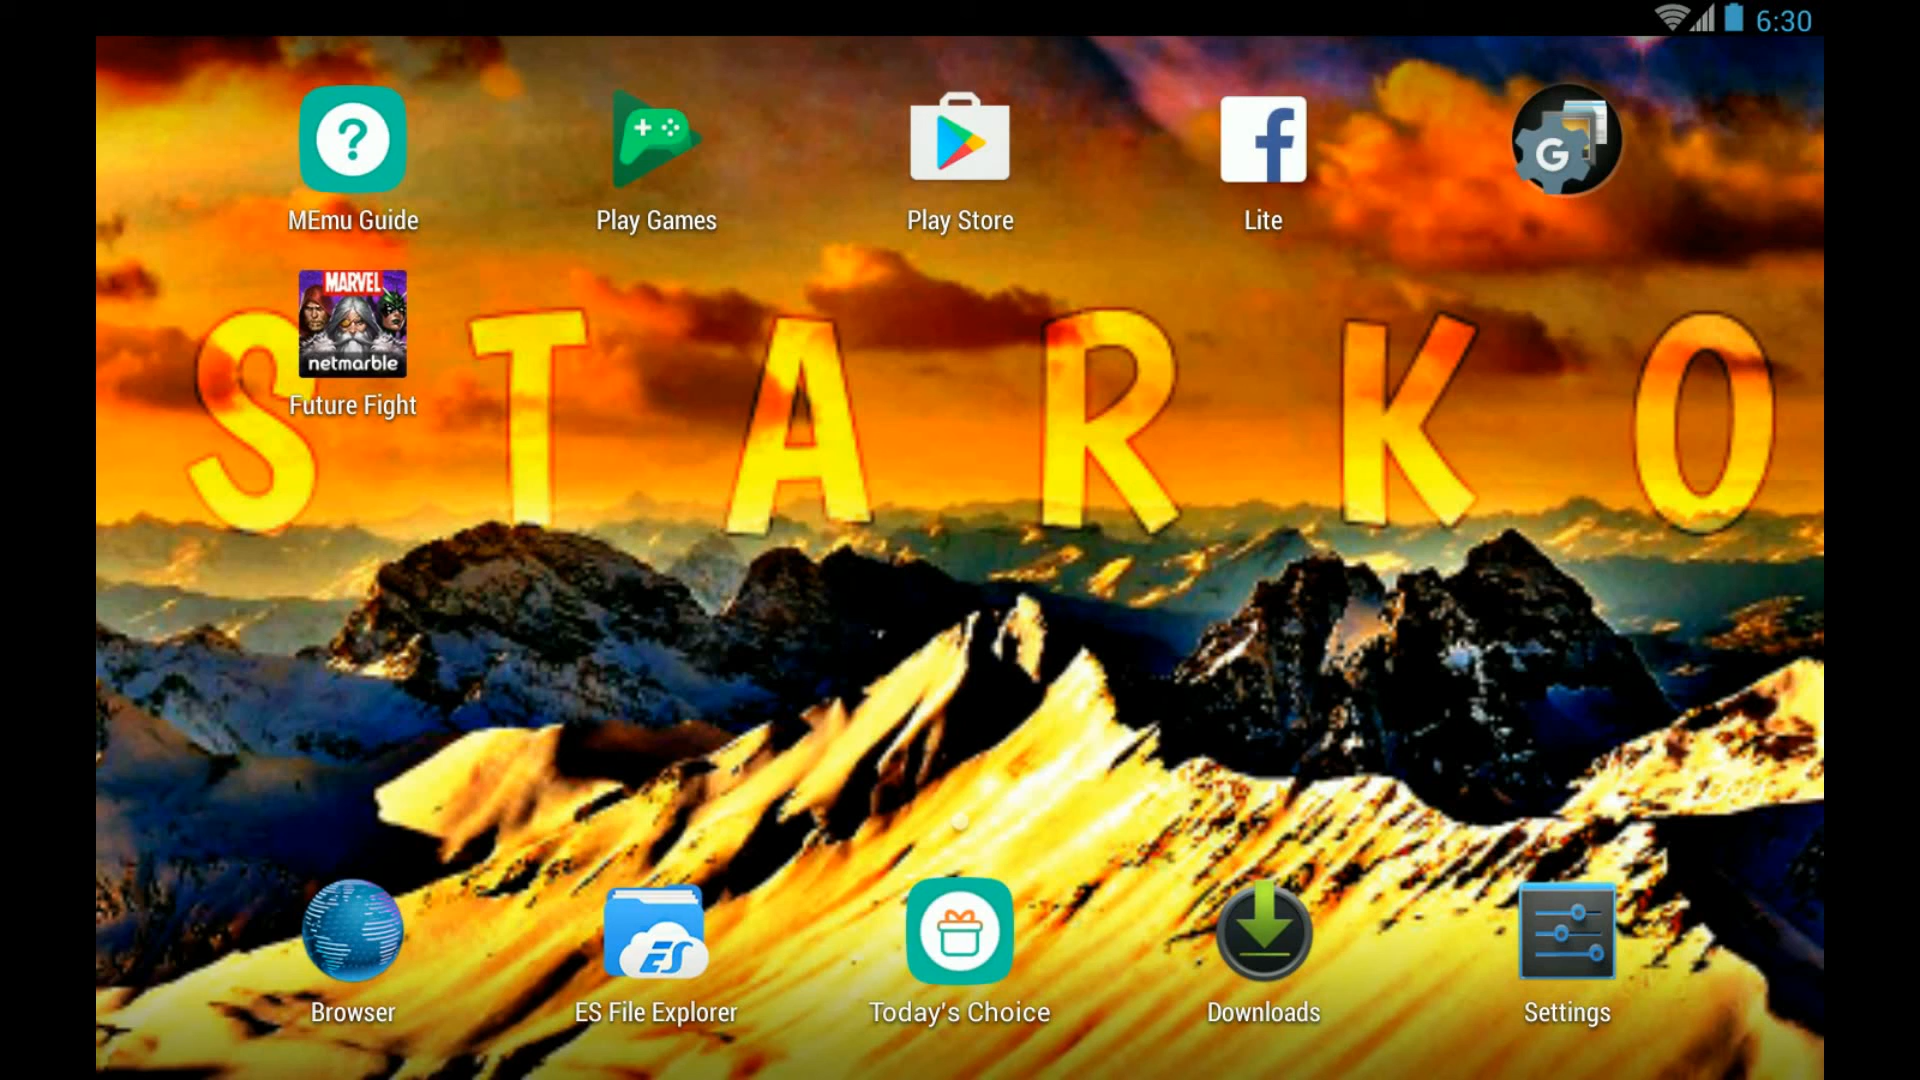 6:30
?
G
MEmu Guide
Play Games
Play Store
Lite
MARVEL
netmarble
Future Fight
STARKO
ES
Browser
ES File Explorer
Today's Choice
Downloads
Settings